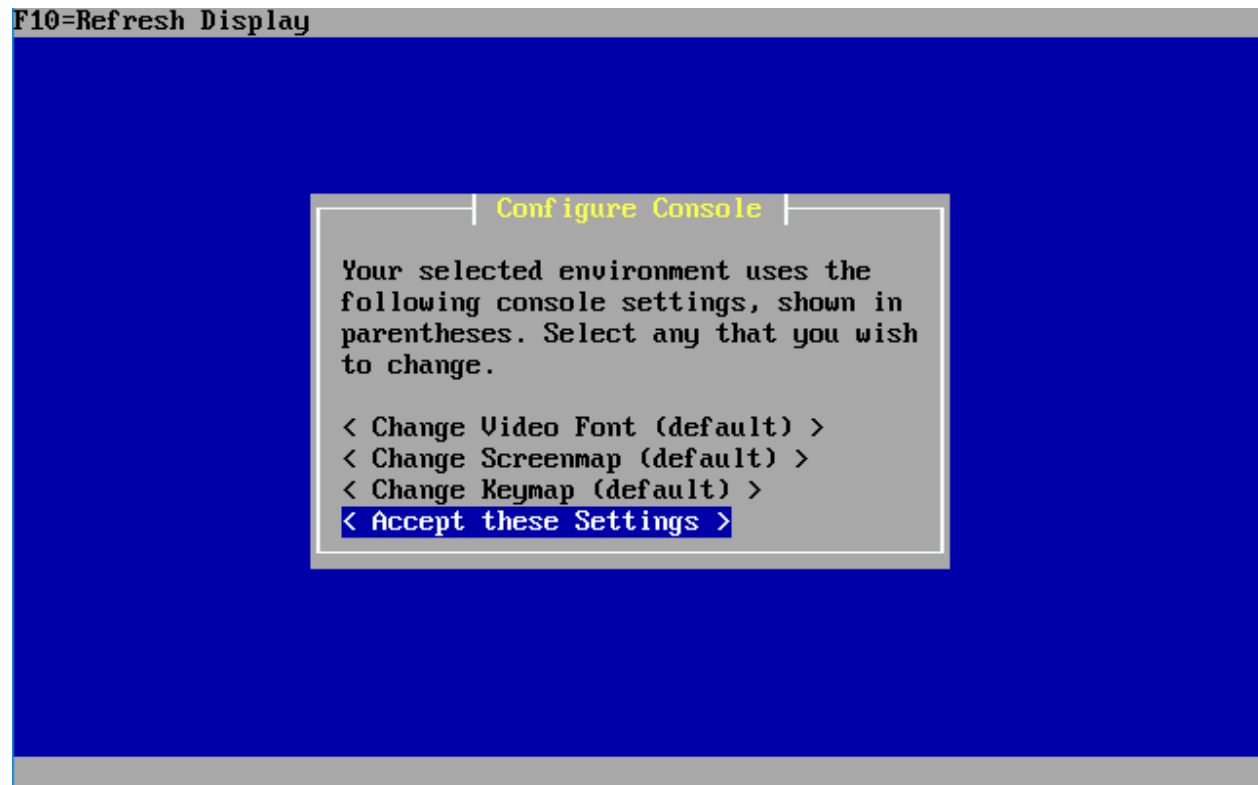 F10=Refresh Display
Configure Console
Your selected environment uses the
following console settings, shown in
parentheses. Select any that you wish
to change.
< Change Video Font (default) >
< Change Screenmap (default) >
< Change Keymap (default) >
< Accept these Settings >